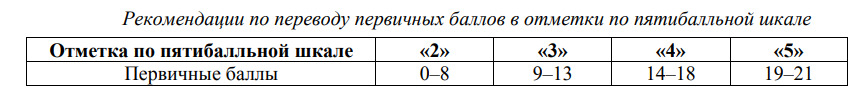 Рекомендации по переводу первичных баллов в отметки по пятибалльной шкале
Отметка по пятибалльной шкале «2» «3» «4» «5»
Первичные баллы 0–8 9–13 14–18 19–21